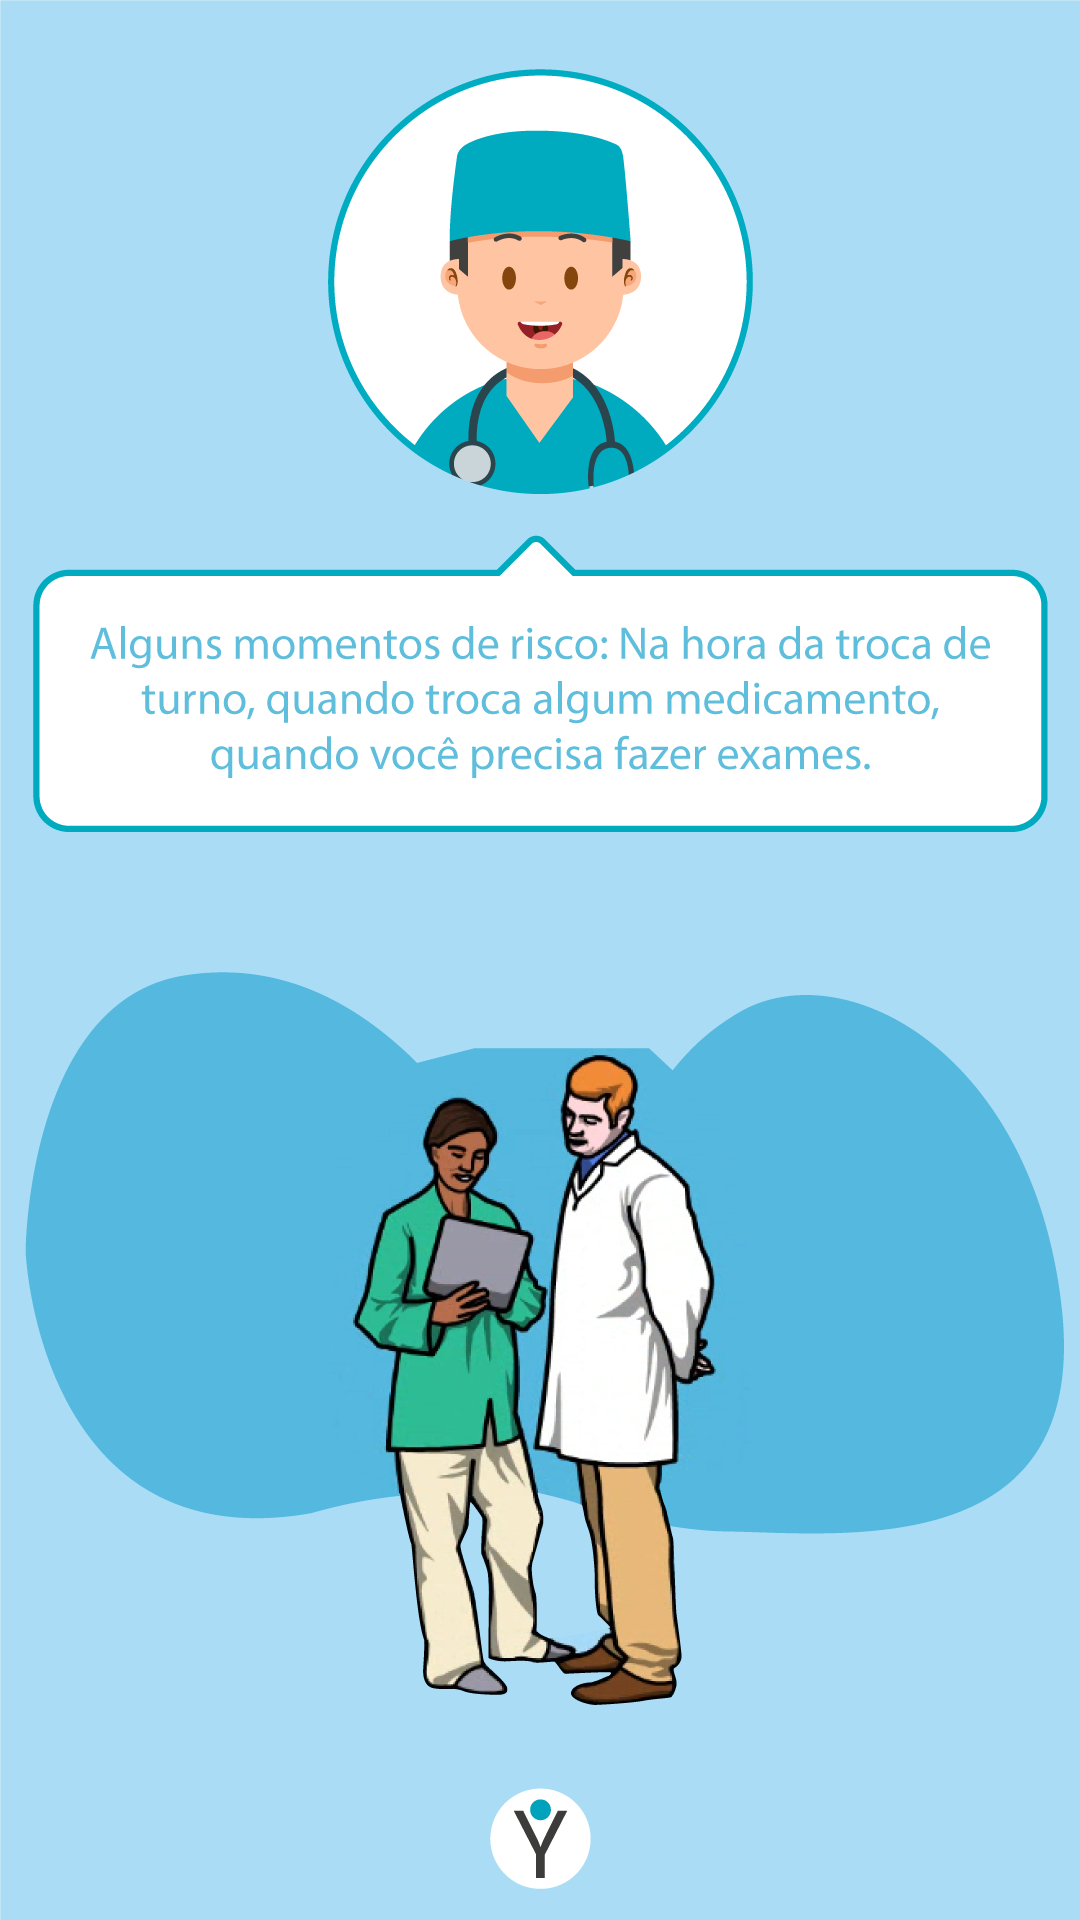 Alguns momentos de risco: Na hora da troca de
turno, quando troca algum medicamento,
quando você precisa fazer exames.